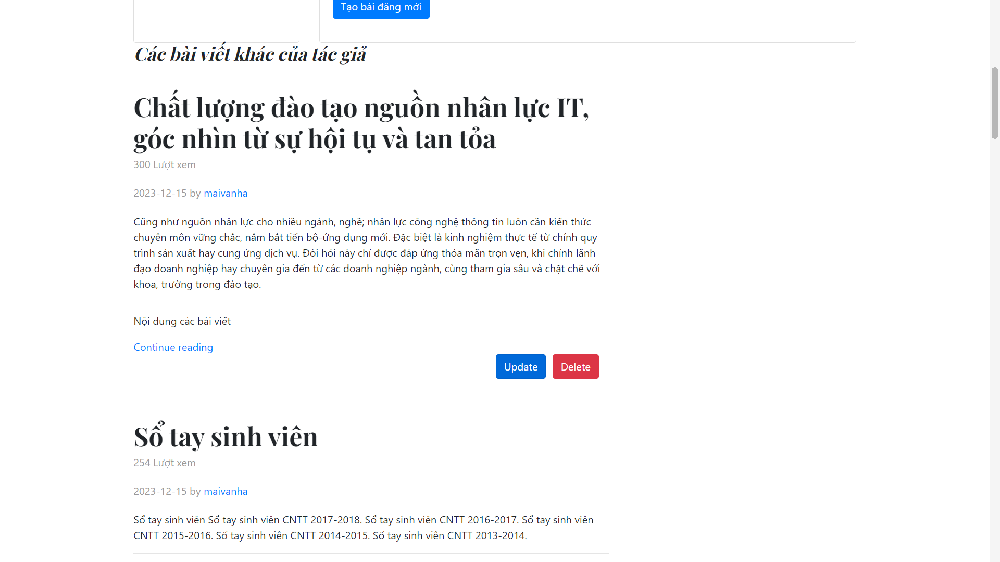 Tạo bài đăng mới
Các bài viết khác của tác giả
Chất lượng đào tạo nguồn nhân lực IT,
góc nhìn từ sự hội tụ và tan tỏa
300 Lượt xem
2023-12-15 by maivanha
Cũng như nguồn nhân lực cho nhiều ngành, nghề; nhân lực công nghệ thông tin luôn cần kiến thức
chuyên môn vững chắc, nắm bắt tiến bộ-ứng dụng mới. Đặc biệt là kinh nghiệm thực tế từ chính quy
trình sản xuất hay cung ứng dịch vụ. Đòi hỏi này chỉ được đáp ứng thỏa mãn trọn vẹn, khi chính lãnh
đạo doanh nghiệp hay chuyên gia đến từ các doanh nghiệp ngành, cùng tham gia sâu và chặt chẽ với
khoa, trường trong đào tạo.
Nội dung các bài viết
Continue reading
Update Delete
Sổ tay sinh viên
254 Lượt xem
2023-12-15 by maivanha
Sổ tay sinh viên Sổ tay sinh viên CNTT 2017-2018. Sổ tay sinh viên CNTT 2016-2017. Sổ tay sinh viên
CNTT 2015-2016. Sổ tay sinh viên CNTT 2014-2015. Sổ tay sinh viên CNTT 2013-2014.